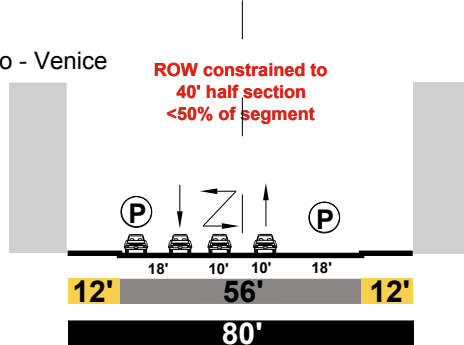 o - Venice
ROW constrained to
40' half section
<50% of segment
P P
18' 10' 10' 18'
12' 56' 12'
80'